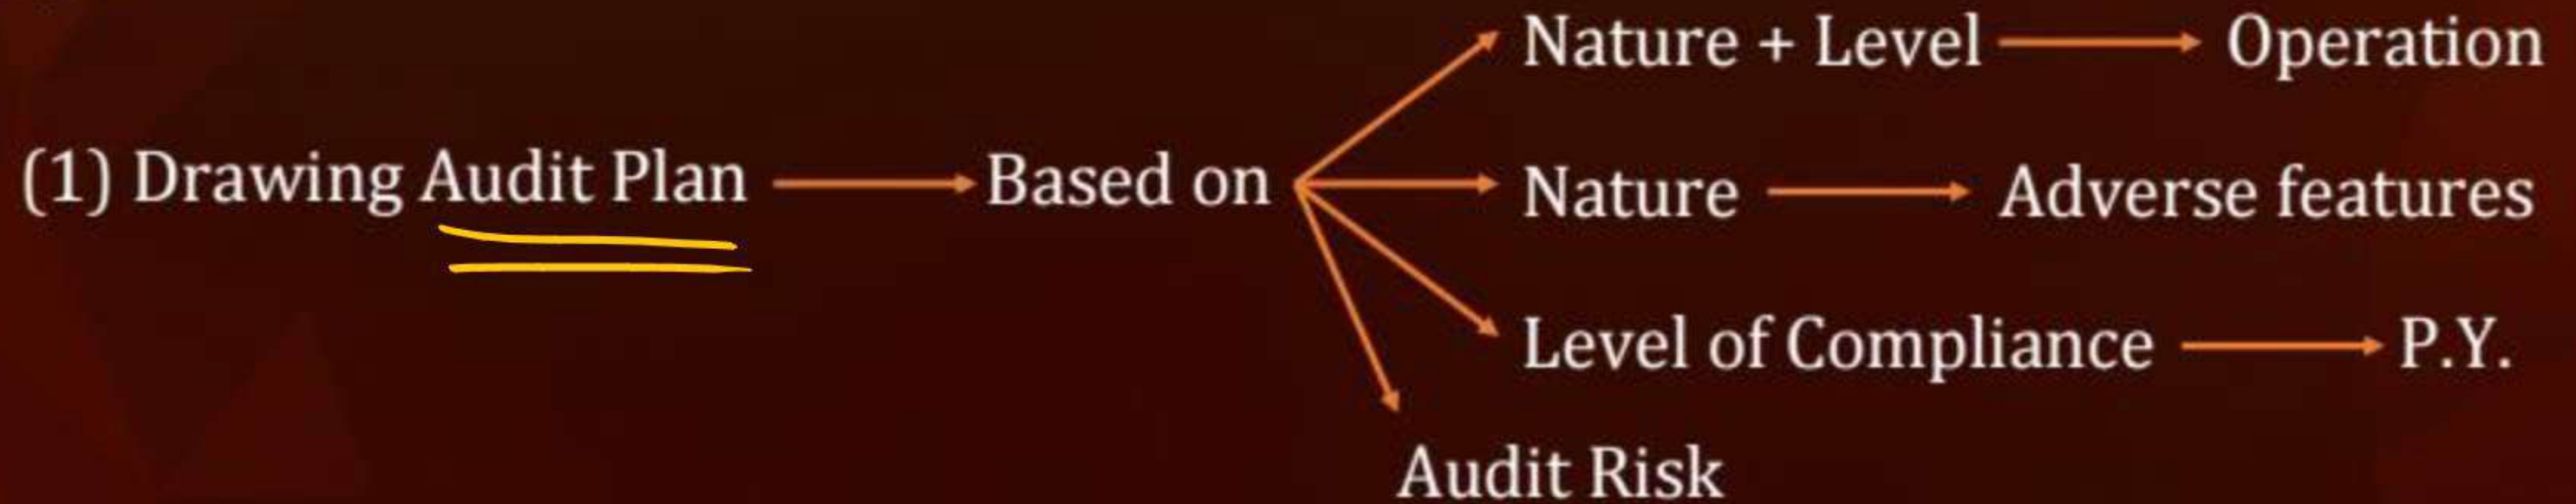 Nature + Level → Operation
(1) Drawing Audit Plan → Based on
Nature → Adverse features
Level of Compliance → P.Y.
Audit Risk